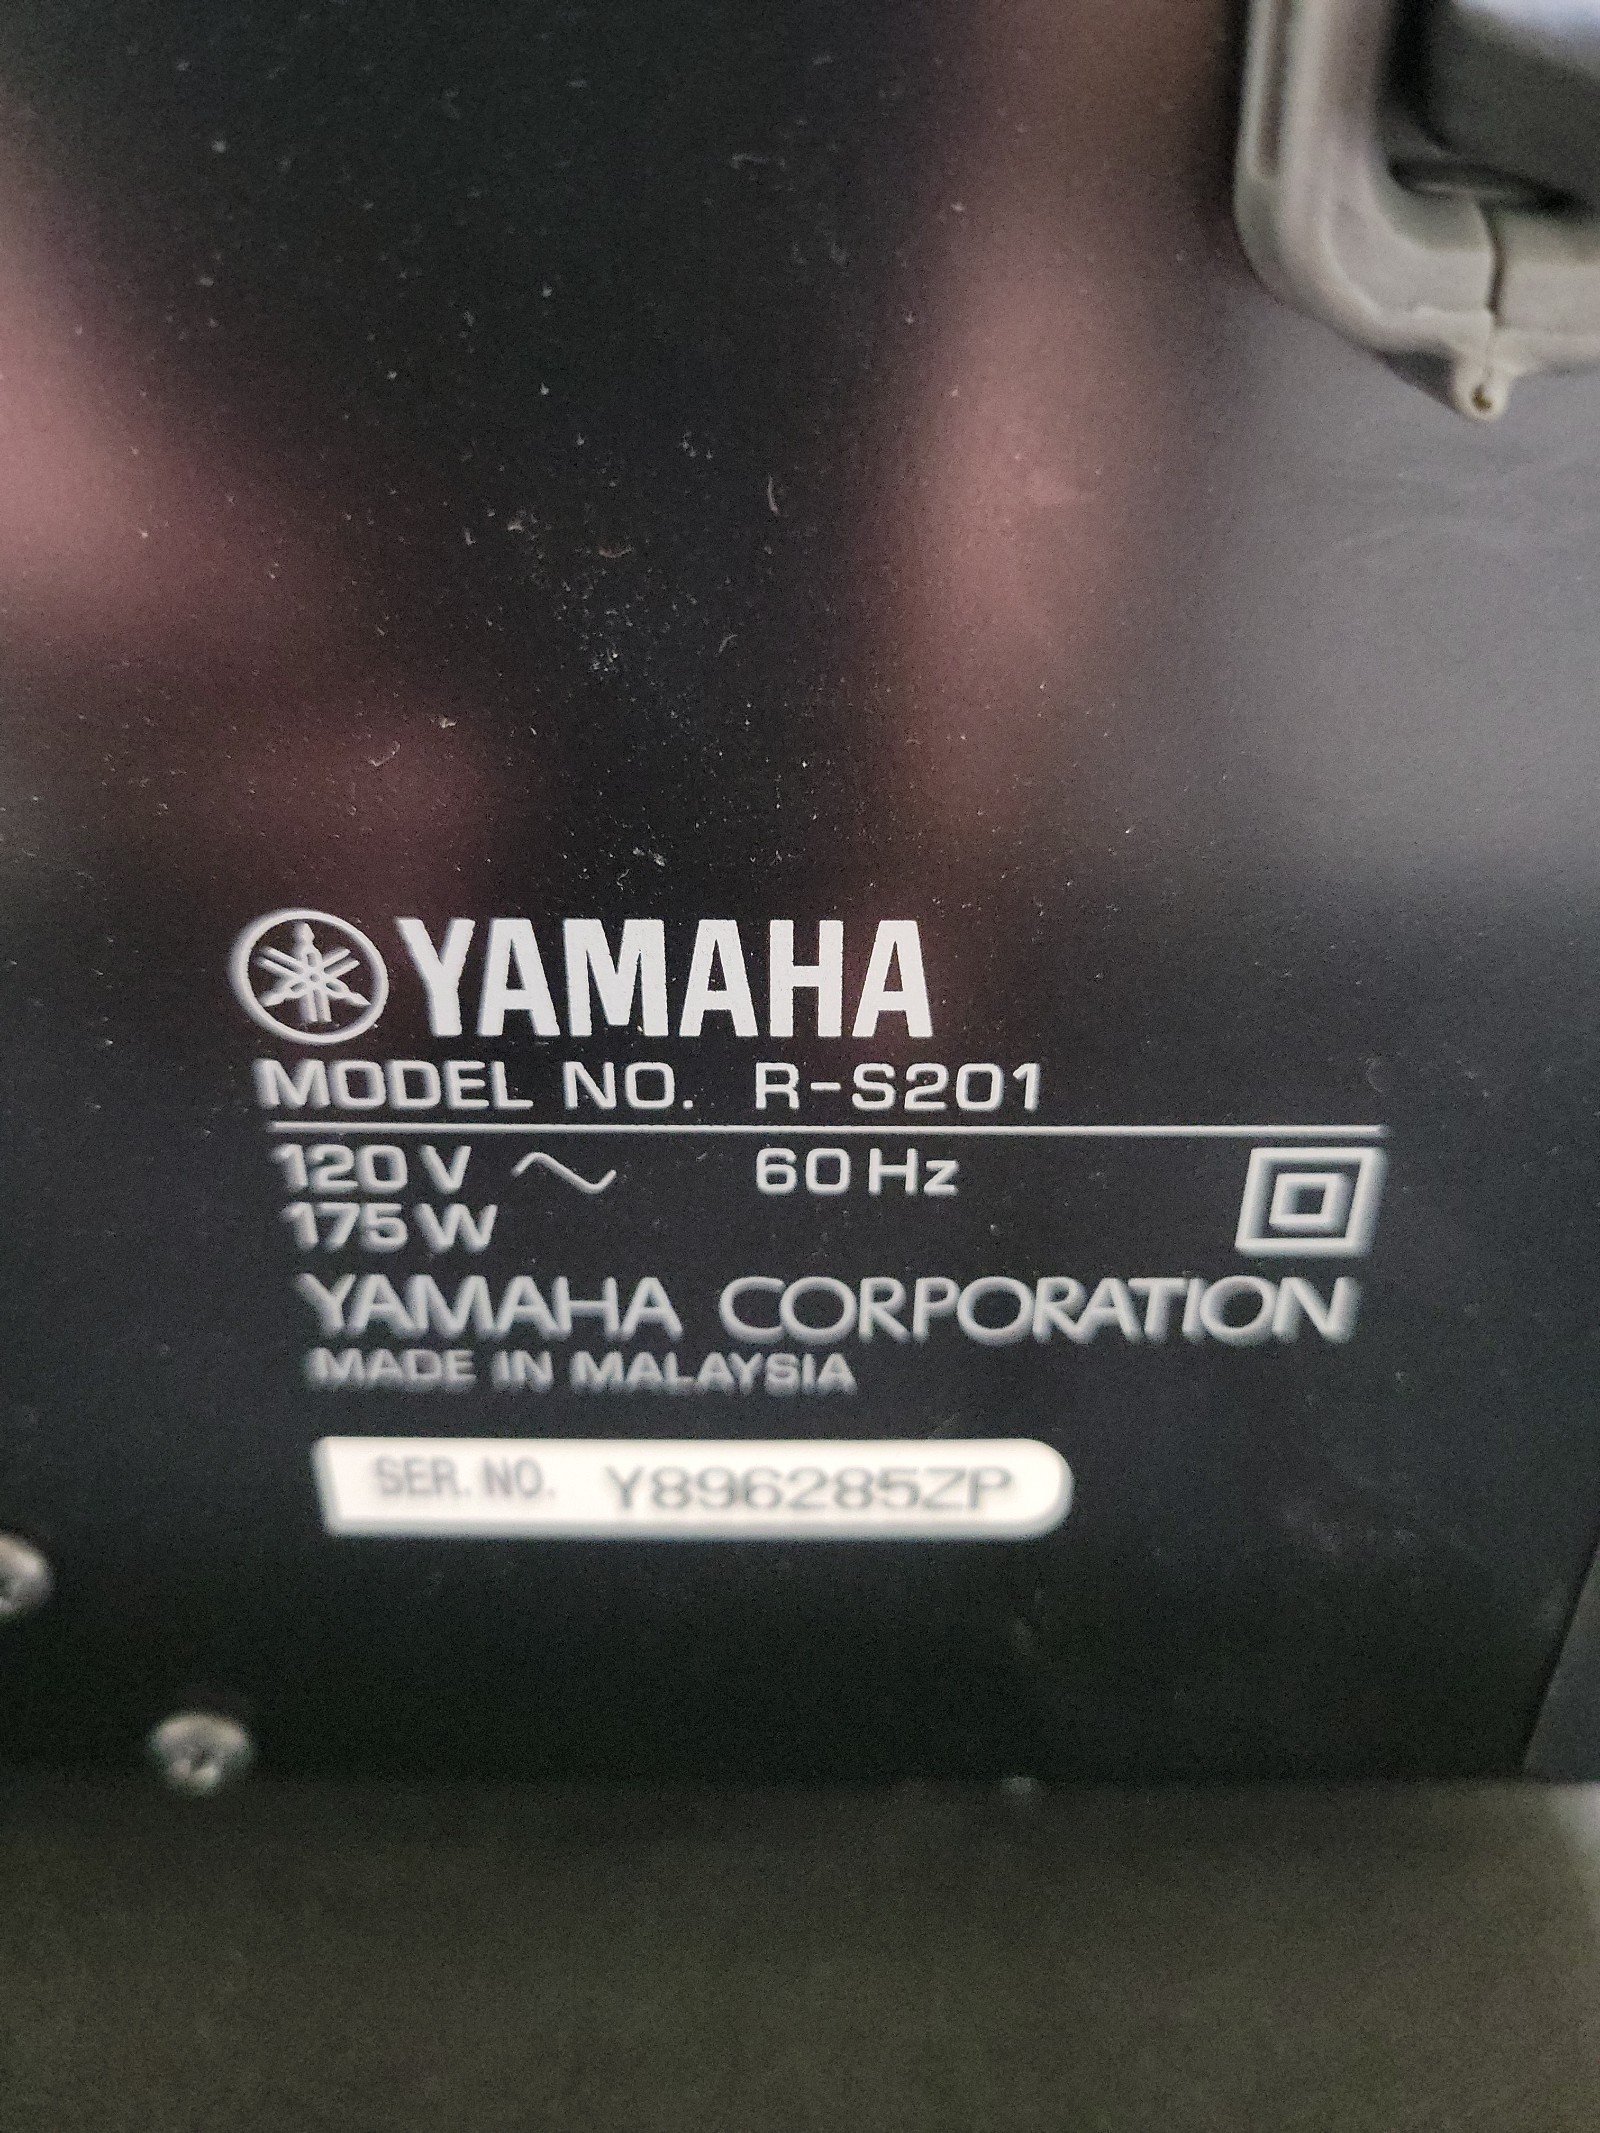 YAMAHA
MODEL NO. R-S201
120 V ~ 60 Hz
175 W
YAMAHA CORPORATION
MADE IN MALAYSIA
SER. NO. Y896285ZP